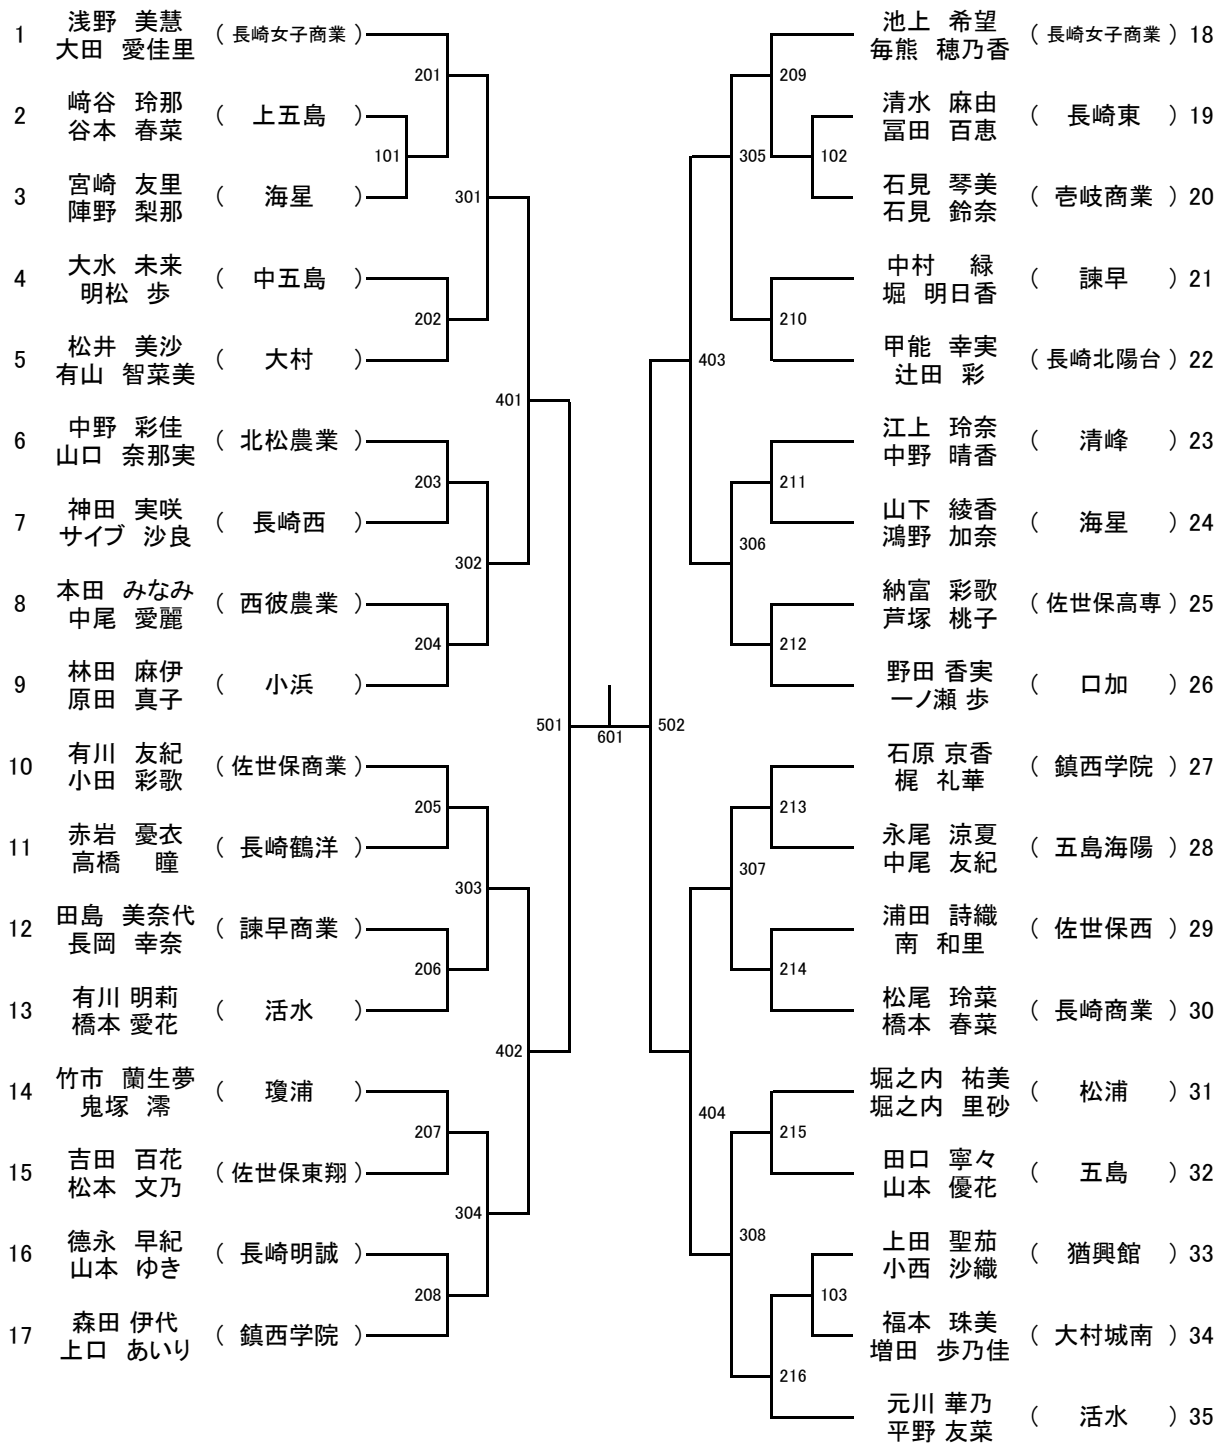 1 浅野 美慧 大田 愛佳里 ( 長崎女子商業 )
2 﨑谷 玲那 谷本 春菜 ( 上五島 )
3 宮崎 友里 陣野 梨那 ( 海星 )
4 大水 未来 明松 歩 ( 中五島 )
5 松井 美沙 有山 智菜美 ( 大村 )
6 中野 彩佳 山口 奈那実 ( 北松農業 )
7 神田 実咲 サイブ 沙良 ( 長崎西 )
8 本田 みなみ 中尾 愛麗 ( 西彼農業 )
9 林田 麻伊 原田 真子 ( 小浜 )
10 有川 友紀 小田 彩歌 ( 佐世保商業 )
11 赤岩 憂衣 高橋 瞳 ( 長崎鶴洋 )
12 田島 美奈代 長岡 幸奈 ( 諫早商業 )
13 有川 明莉 橋本 愛花 ( 活水 )
14 竹市 蘭生夢 鬼塚 澪 ( 瓊浦 )
15 吉田 百花 松本 文乃 ( 佐世保東翔 )
16 德永 早紀 山本 ゆき ( 長崎明誠 )
17 森田 伊代 上口 あいり ( 鎮西学院 )
101
201
202
203
204
205
206
207
208
301
302
303
304
401
402
501
601
502
403
404
305
306
307
308
209
210
211
212
213
214
215
216
102
103
池上 希望 毎熊 穂乃香 ( 長崎女子商業 ) 18
清水 麻由 冨田 百恵 ( 長崎東 ) 19
石見 琴美 石見 鈴奈 ( 壱岐商業 ) 20
中村 緑 堀 明日香 ( 諫早 ) 21
甲能 幸実 辻田 彩 ( 長崎北陽台 ) 22
江上 玲奈 中野 晴香 ( 清峰 ) 23
山下 綾香 鴻野 加奈 ( 海星 ) 24
納富 彩歌 芦塚 桃子 ( 佐世保高専 ) 25
野田 香実 一ノ瀬 歩 ( 口加 ) 26
石原 京香 梶 礼華 ( 鎮西学院 ) 27
永尾 涼夏 中尾 友紀 ( 五島海陽 ) 28
浦田 詩織 南 和里 ( 佐世保西 ) 29
松尾 玲菜 橋本 春菜 ( 長崎商業 ) 30
堀之内 祐美 堀之内 里砂 ( 松浦 ) 31
田口 寧々 山本 優花 ( 五島 ) 32
上田 聖茄 小西 沙織 ( 猶興館 ) 33
福本 珠美 増田 歩乃佳 ( 大村城南 ) 34
元川 華乃 平野 友菜 ( 活水 ) 35